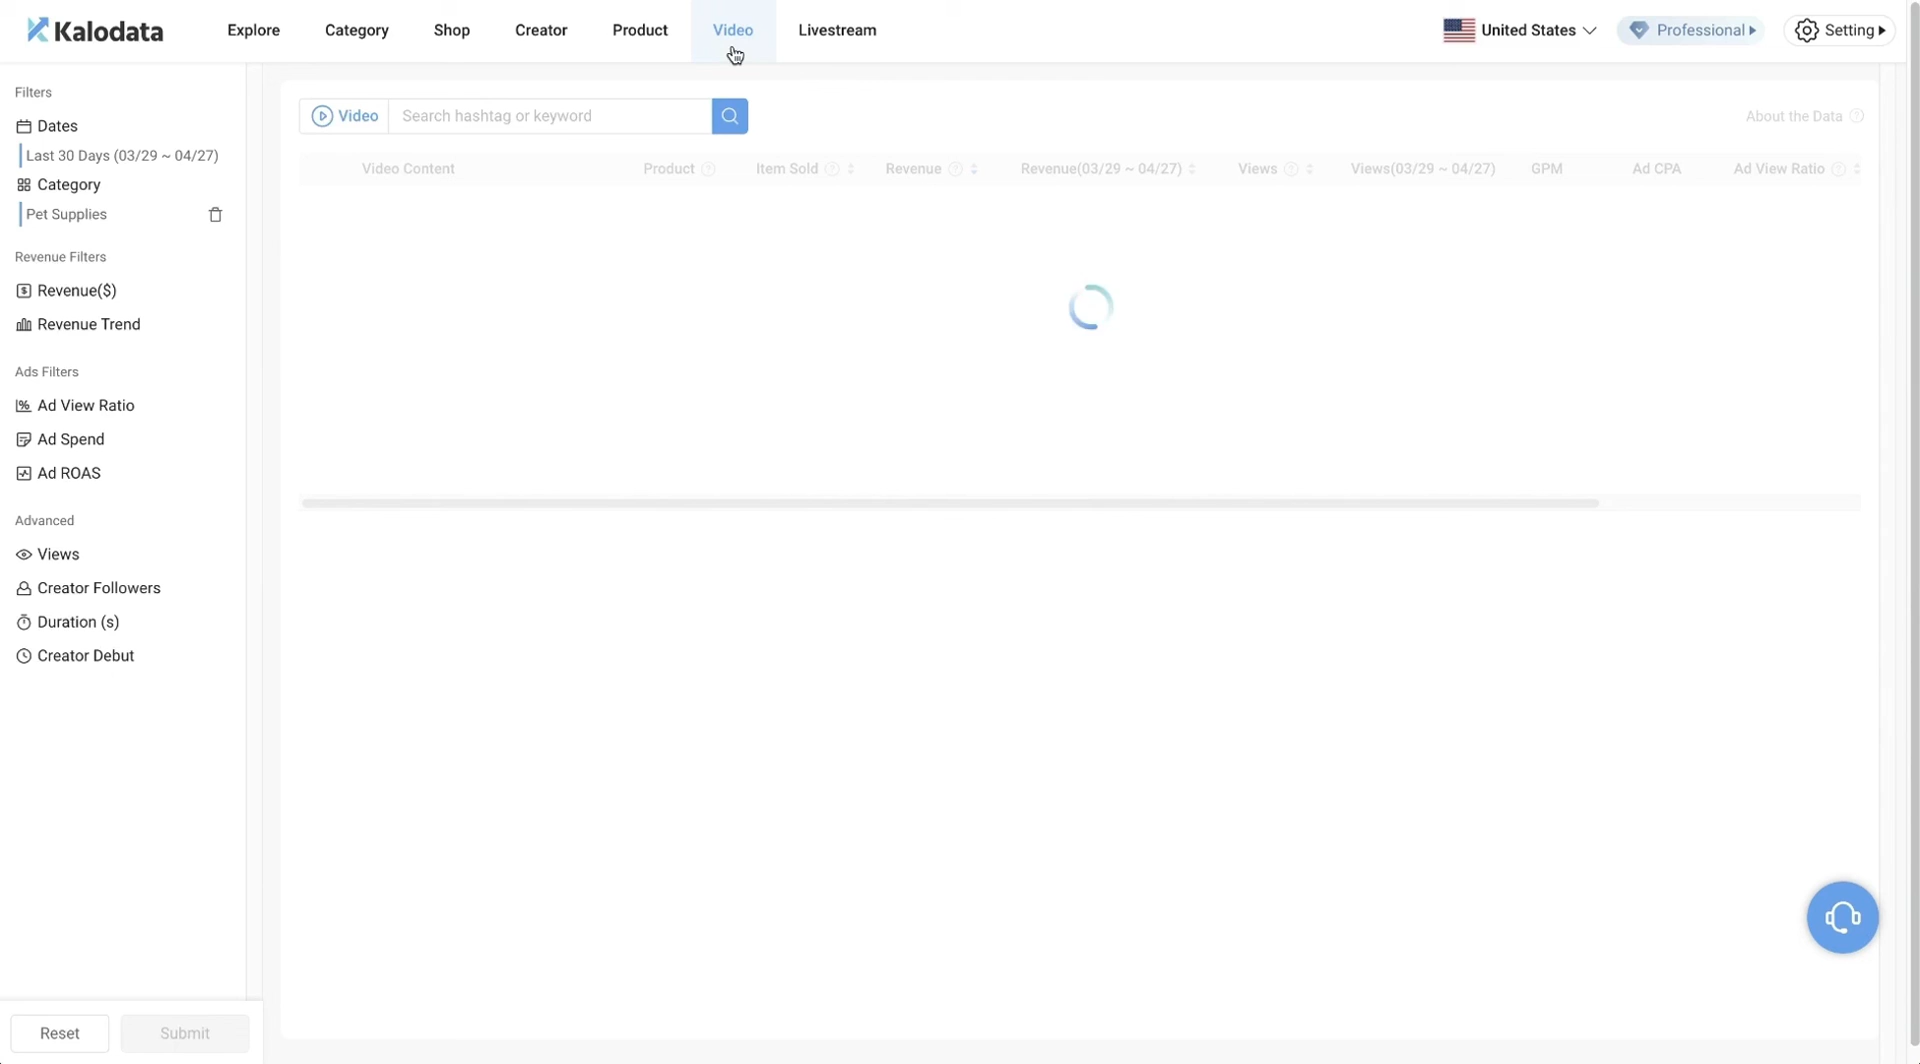 Kalodata
Explore Category Shop Creator Product Video Livestream
United States Professional Setting
Filters
Dates
Last 30 Days (03/29 ~ 04/27)
Category
Pet Supplies
Revenue Filters
Revenue($)
Revenue Trend
Ads Filters
Ad View Ratio
Ad Spend
Ad ROAS
Advanced
Views
Creator Followers
Duration (s)
Creator Debut
Reset Submit
Video Search hashtag or keyword
About the Data
Video Content Product Item Sold Revenue Revenue(03/29 ~ 04/27) Views Views(03/29 ~ 04/27) GPM Ad CPA Ad View Ratio